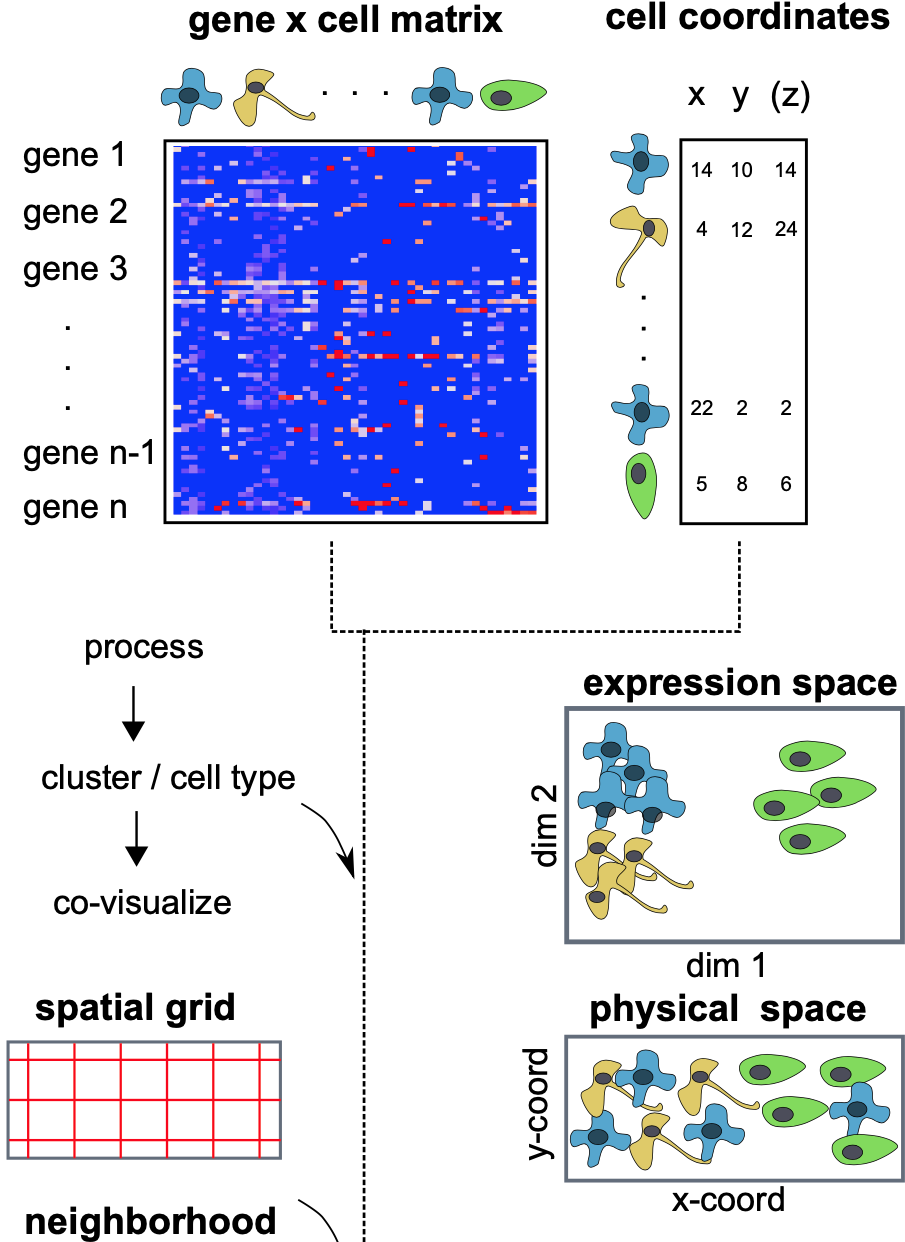 gene x cell matrix
cell coordinates
x y (z)
gene 1
gene 2
gene 3
gene n-1
gene n
14 10 14
4 12 24
22 2 2
5 8 6
process
cluster / cell type
co-visualize
expression space
dim 2
dim 1
spatial grid
physical space
y-coord
x-coord
neighborhood